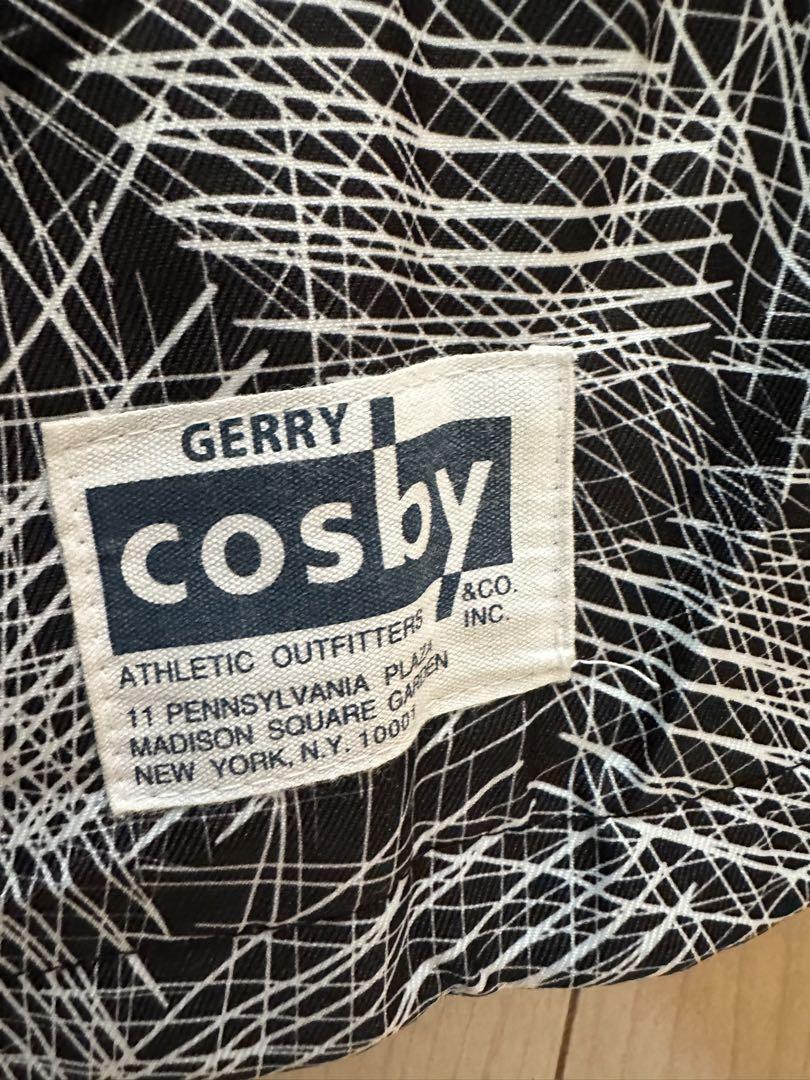 GERRY
cosby
&CO.
INC.
ATHLETIC OUTFITTERS
11 PENNSYLVANIA PLAZA
MADISON SQUARE GARDEN
NEW YORK, N.Y. 10001